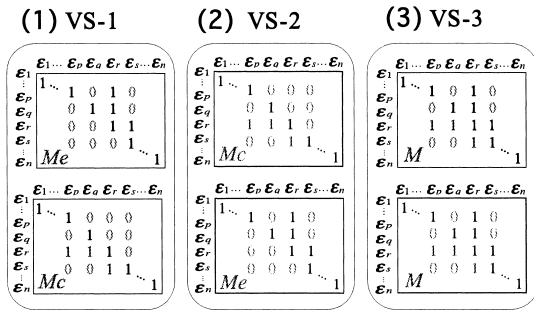 (1) VS-1
ε1... εp εq εr εs...εn
ε1 1...
⋮
εp 1 0 1 0
εq 0 1 1 0
εr 0 0 1 1
εs 0 0 0 1
⋮
εn Me ...1
ε1... εp εq εr εs...εn
ε1 1...
⋮
εp 1 0 0 0
εq 0 1 0 0
εr 1 1 1 0
εs 0 0 1 1
⋮
εn Mc ...1
(2) VS-2
ε1... εp εq εr εs...εn
ε1 1...
⋮
εp 1 0 0 0
εq 0 1 0 0
εr 1 1 1 0
εs 0 0 1 1
⋮
εn Mc ...1
ε1... εp εq εr εs...εn
ε1 1...
⋮
εp 1 0 1 0
εq 0 1 1 0
εr 0 0 1 1
εs 0 0 0 1
⋮
εn Me ...1
(3) VS-3
ε1... εp εq εr εs...εn
ε1 1...
⋮
εp 1 0 1 0
εq 0 1 1 0
εr 1 1 1 1
εs 0 0 1 1
⋮
εn M ...1
ε1... εp εq εr εs...εn
ε1 1...
⋮
εp 1 0 1 0
εq 0 1 1 0
εr 1 1 1 1
εs 0 0 1 1
⋮
εn M ...1